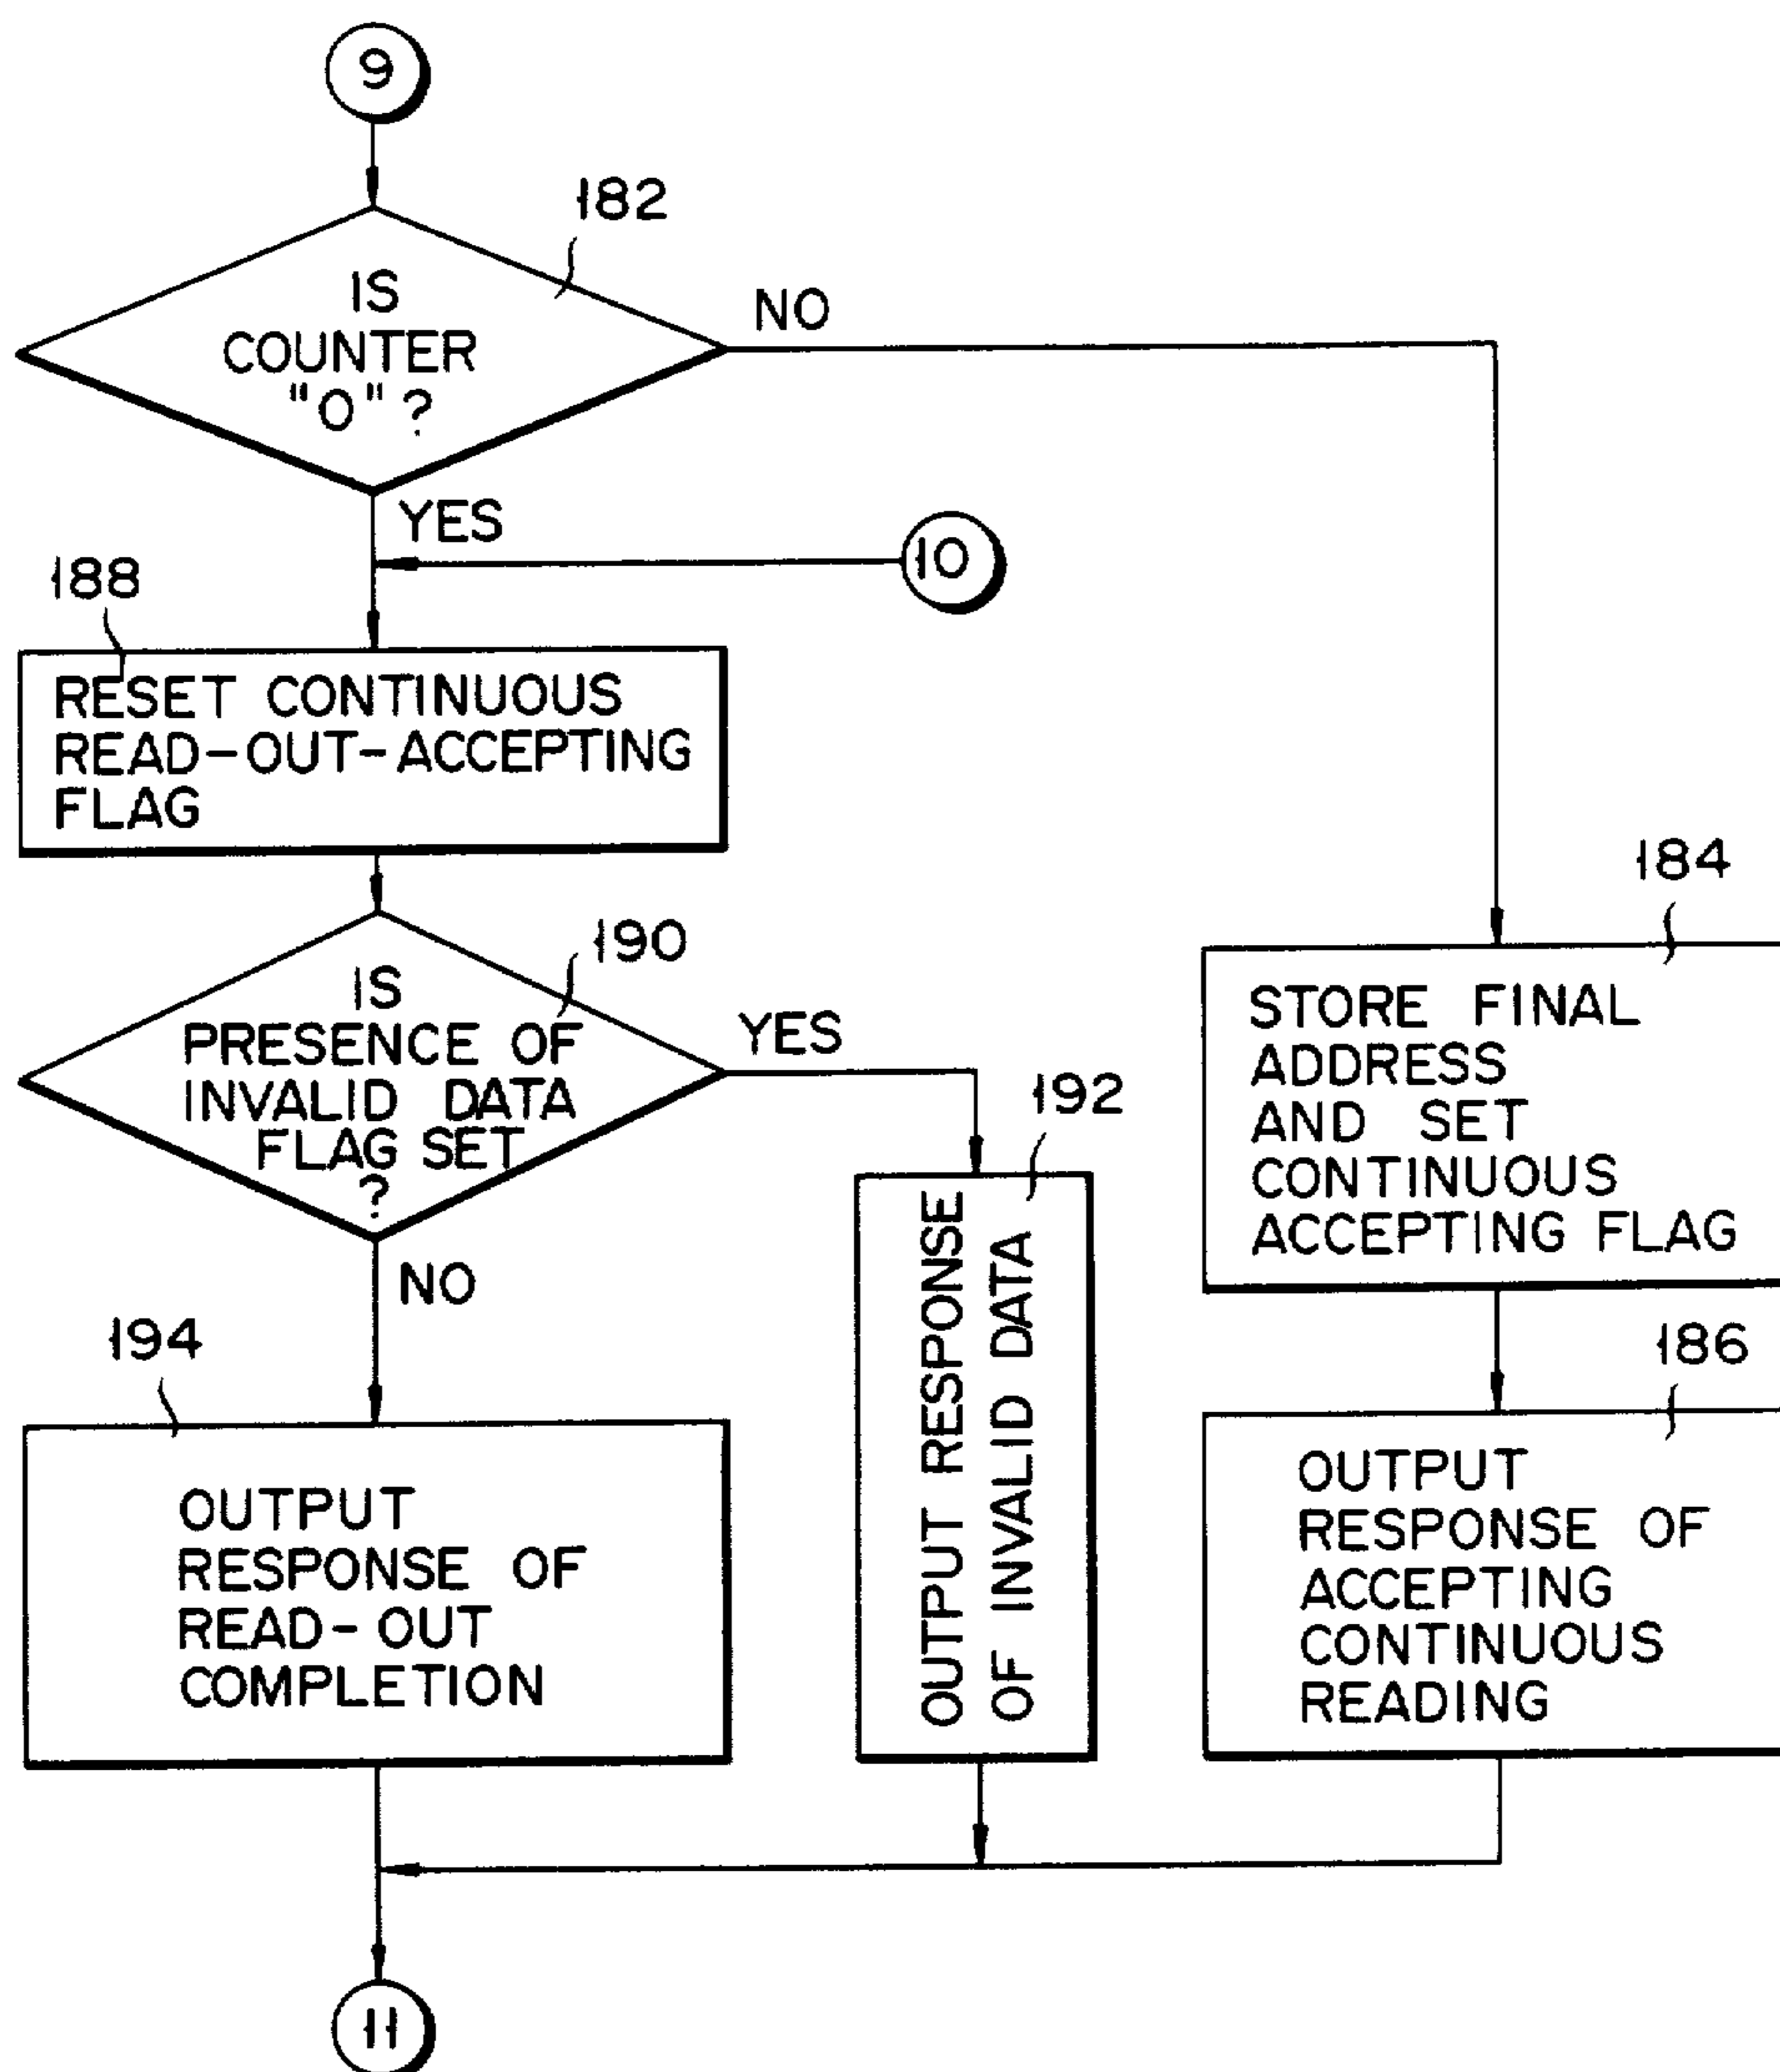 9
182
IS
COUNTER
"0" ?
NO
YES
10
188
RESET CONTINUOUS
READ-OUT-ACCEPTING
FLAG
190
IS
PRESENCE OF
INVALID DATA
FLAG SET
?
YES
NO
192
OUTPUT RESPONSE
OF INVALID DATA
184
STORE FINAL
ADDRESS
AND SET
CONTINUOUS
ACCEPTING FLAG
186
OUTPUT
RESPONSE OF
ACCEPTING
CONTINUOUS
READING
194
OUTPUT
RESPONSE OF
READ-OUT
COMPLETION
11